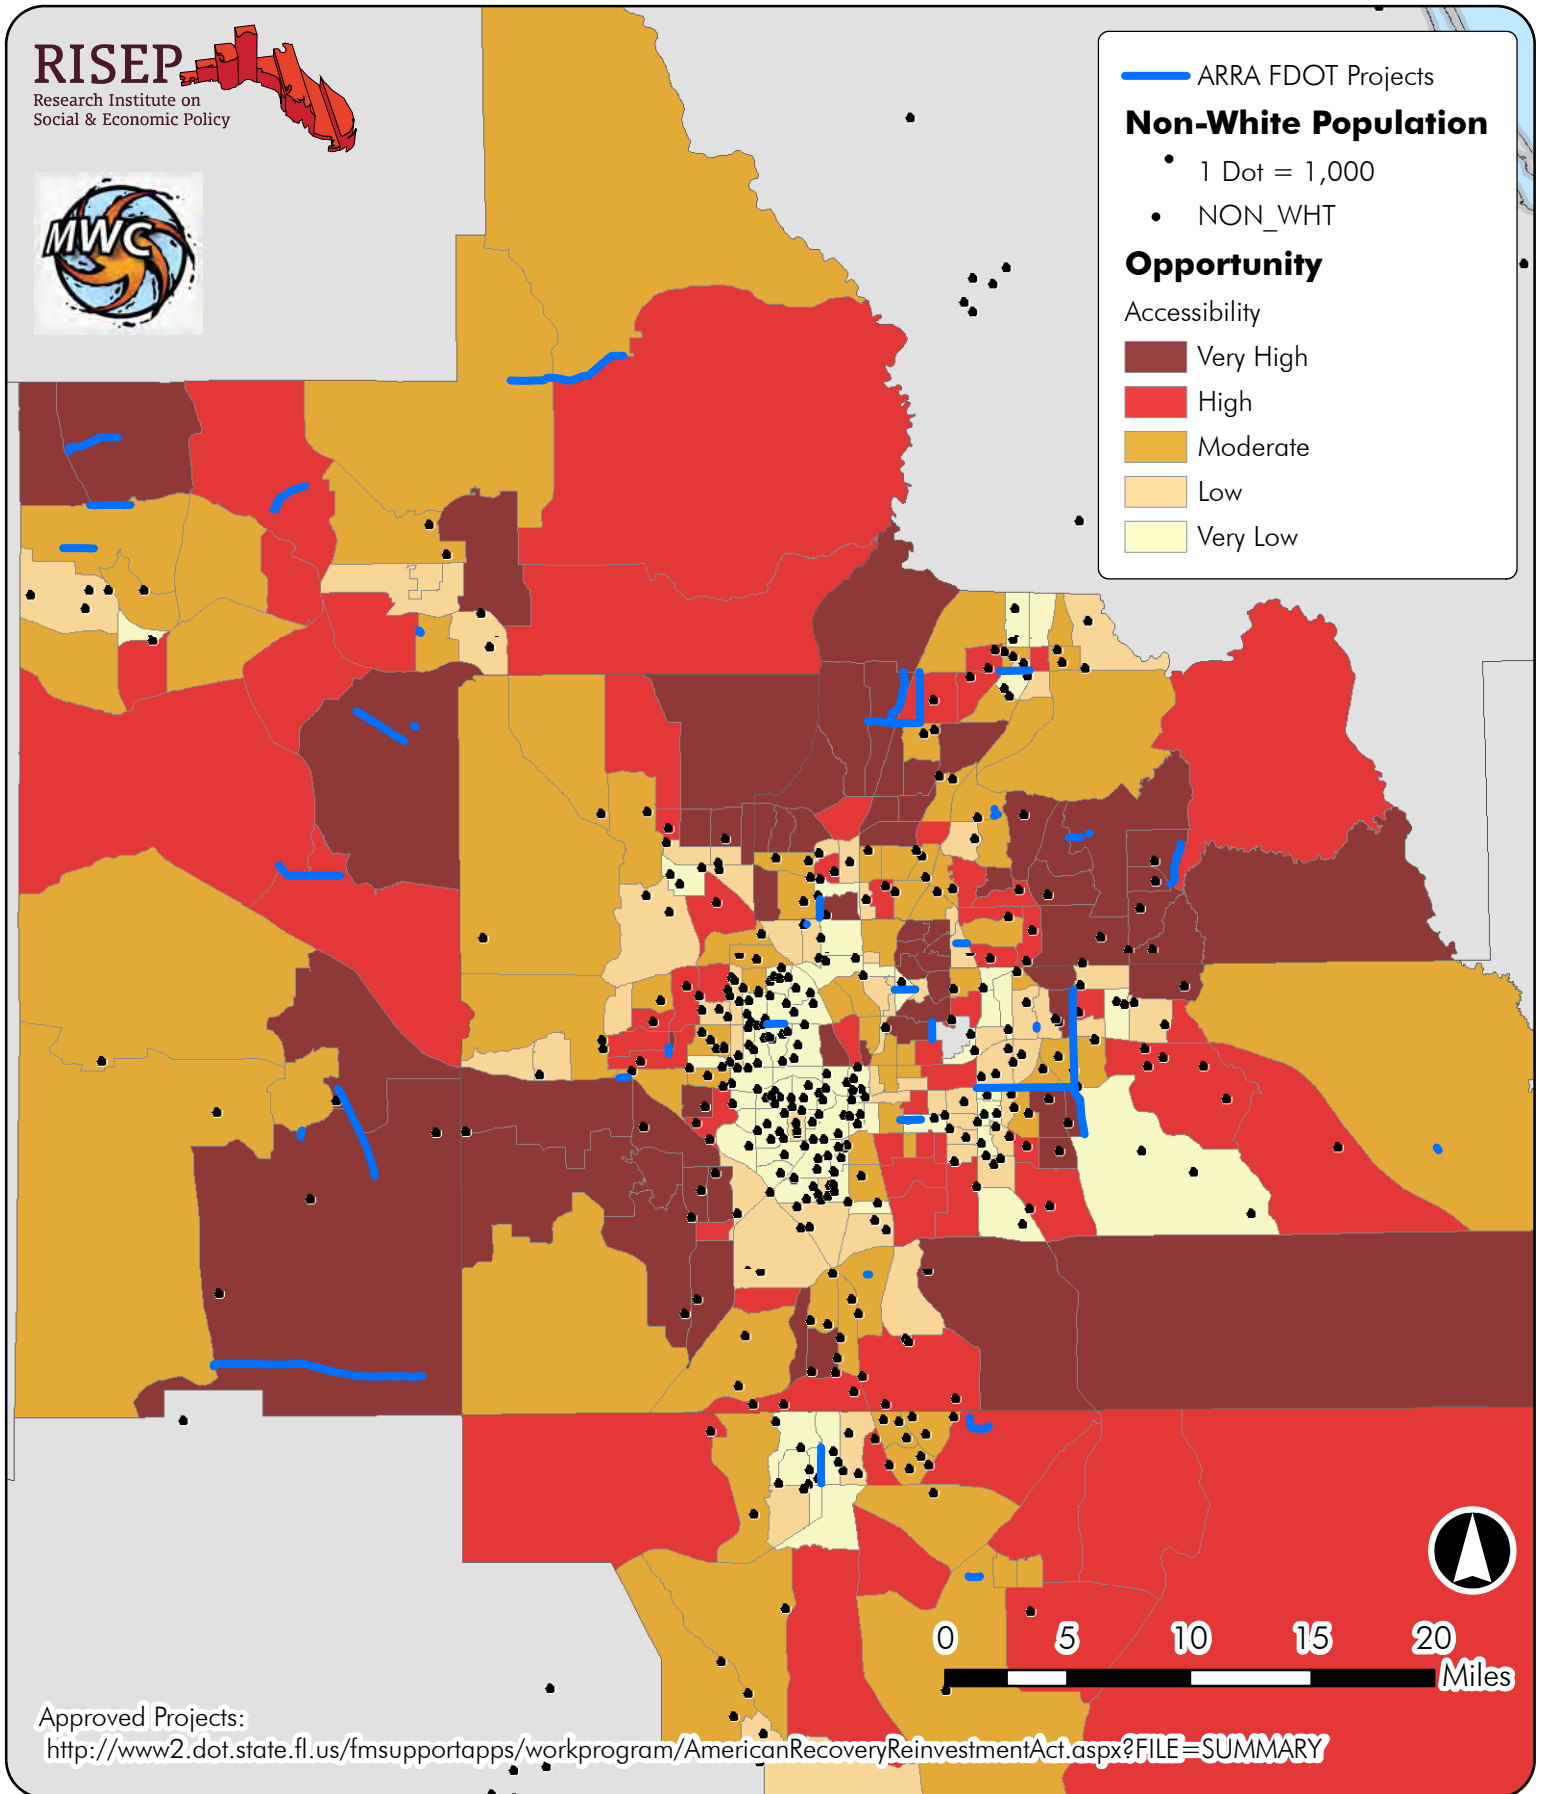 RISEP
Research Institute on
Social & Economic Policy
MWC
ARRA FDOT Projects
Non-White Population
1 Dot = 1,000
NON_WHT
Opportunity
Accessibility
Very High
High
Moderate
Low
Very Low
0 5 10 15 20
Miles
Approved Projects:
http://www2.dot.state.fl.us/fmsupportapps/workprogram/AmericanRecoveryReinvestmentAct.aspx?FILE=SUMMARY